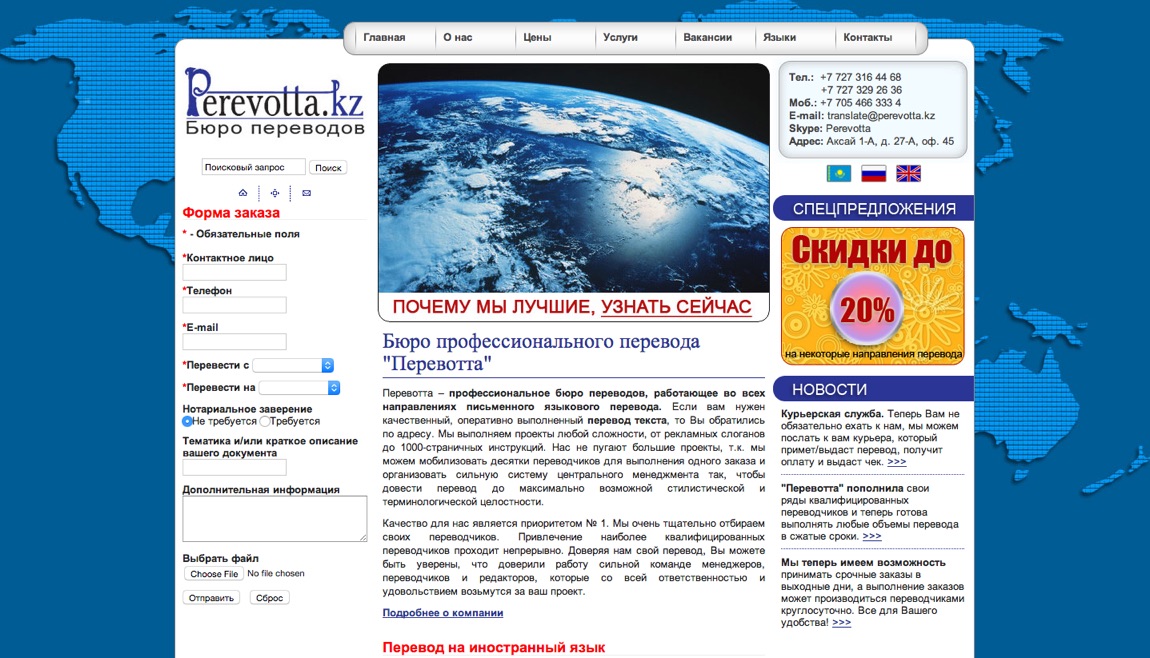 Главная
О нас
Цены
Услуги
Вакансии
Языки
Контакты
Perevotta.kz
Бюро переводов
Поисковый запрос
Поиск
Форма заказа
* - Обязательные поля
*Контактное лицо
*Телефон
*E-mail
*Перевести с
*Перевести на
Нотариальное заверение
Не требуется Требуется
Тематика и/или краткое описание
вашего документа
Дополнительная информация
Выбрать файл
Choose File No file chosen
Отправить Сброс
ПОЧЕМУ МЫ ЛУЧШИЕ, УЗНАТЬ СЕЙЧАС
Бюро профессионального перевода
"Перевотта"
Перевотта – профессиональное бюро переводов, работающее во всех
направлениях письменного языкового перевода. Если вам нужен
качественный, оперативно выполненный перевод текста, то Вы обратились
по адресу. Мы выполняем проекты любой сложности, от рекламных слоганов
до 1000-страничных инструкций. Нас не пугают большие проекты, т.к. мы
можем мобилизовать десятки переводчиков для выполнения одного заказа и
организовать сильную систему центрального менеджмента так, чтобы
довести перевод до максимально возможной стилистической и
терминологической целостности.
Качество для нас является приоритетом № 1. Мы очень тщательно отбираем
своих переводчиков. Привлечение наиболее квалифицированных
переводчиков проходит непрерывно. Доверяя нам свой перевод, Вы можете
быть уверены, что доверили работу сильной команде менеджеров,
переводчиков и редакторов, которые со всей ответственностью и
удовольствием возьмутся за ваш проект.
Подробнее о компании
Перевод на иностранный язык
Тел.: +7 727 316 44 68
+7 727 329 26 36
Моб.: +7 705 466 333 4
E-mail: translate@perevotta.kz
Skype: Perevotta
Адрес: Аксай 1-А, д. 27-А, оф. 45
СПЕЦПРЕДЛОЖЕНИЯ
Скидки до
20%
на некоторые направления перевода
НОВОСТИ
Курьерская служба. Теперь Вам не
обязательно ехать к нам, мы можем
послать к вам курьера, который
примет/выдаст перевод, получит
оплату и выдаст чек. >>>
"Перевотта" пополнила свои
ряды квалифицированных
переводчиков и теперь готова
выполнять любые объемы перевода
в сжатые сроки. >>>
Мы теперь имеем возможность
принимать срочные заказы в
выходные дни, а выполнение заказов
может производиться переводчиками
круглосуточно. Все для Вашего
удобства! >>>